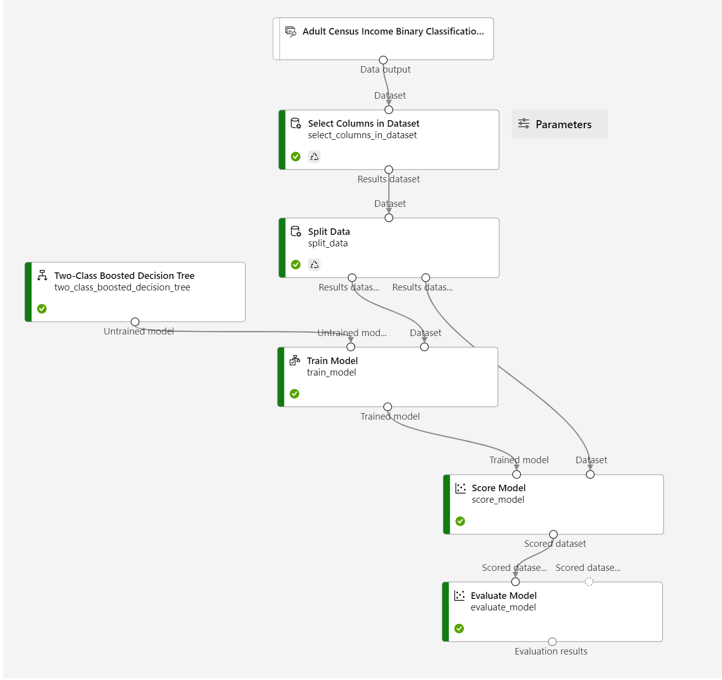 Adult Census Income Binary Classificatio...
Data output
Dataset
Select Columns in Dataset
select_columns_in_dataset
Parameters
Results dataset
Dataset
Split Data
split_data
Results datas... Results datas...
Two-Class Boosted Decision Tree
two_class_boosted_decision_tree
Untrained model
Untrained mod... Dataset
Train Model
train_model
Trained model
Trained model Dataset
Score Model
score_model
Scored dataset
Scored datase... Scored datase...
Evaluate Model
evaluate_model
Evaluation results